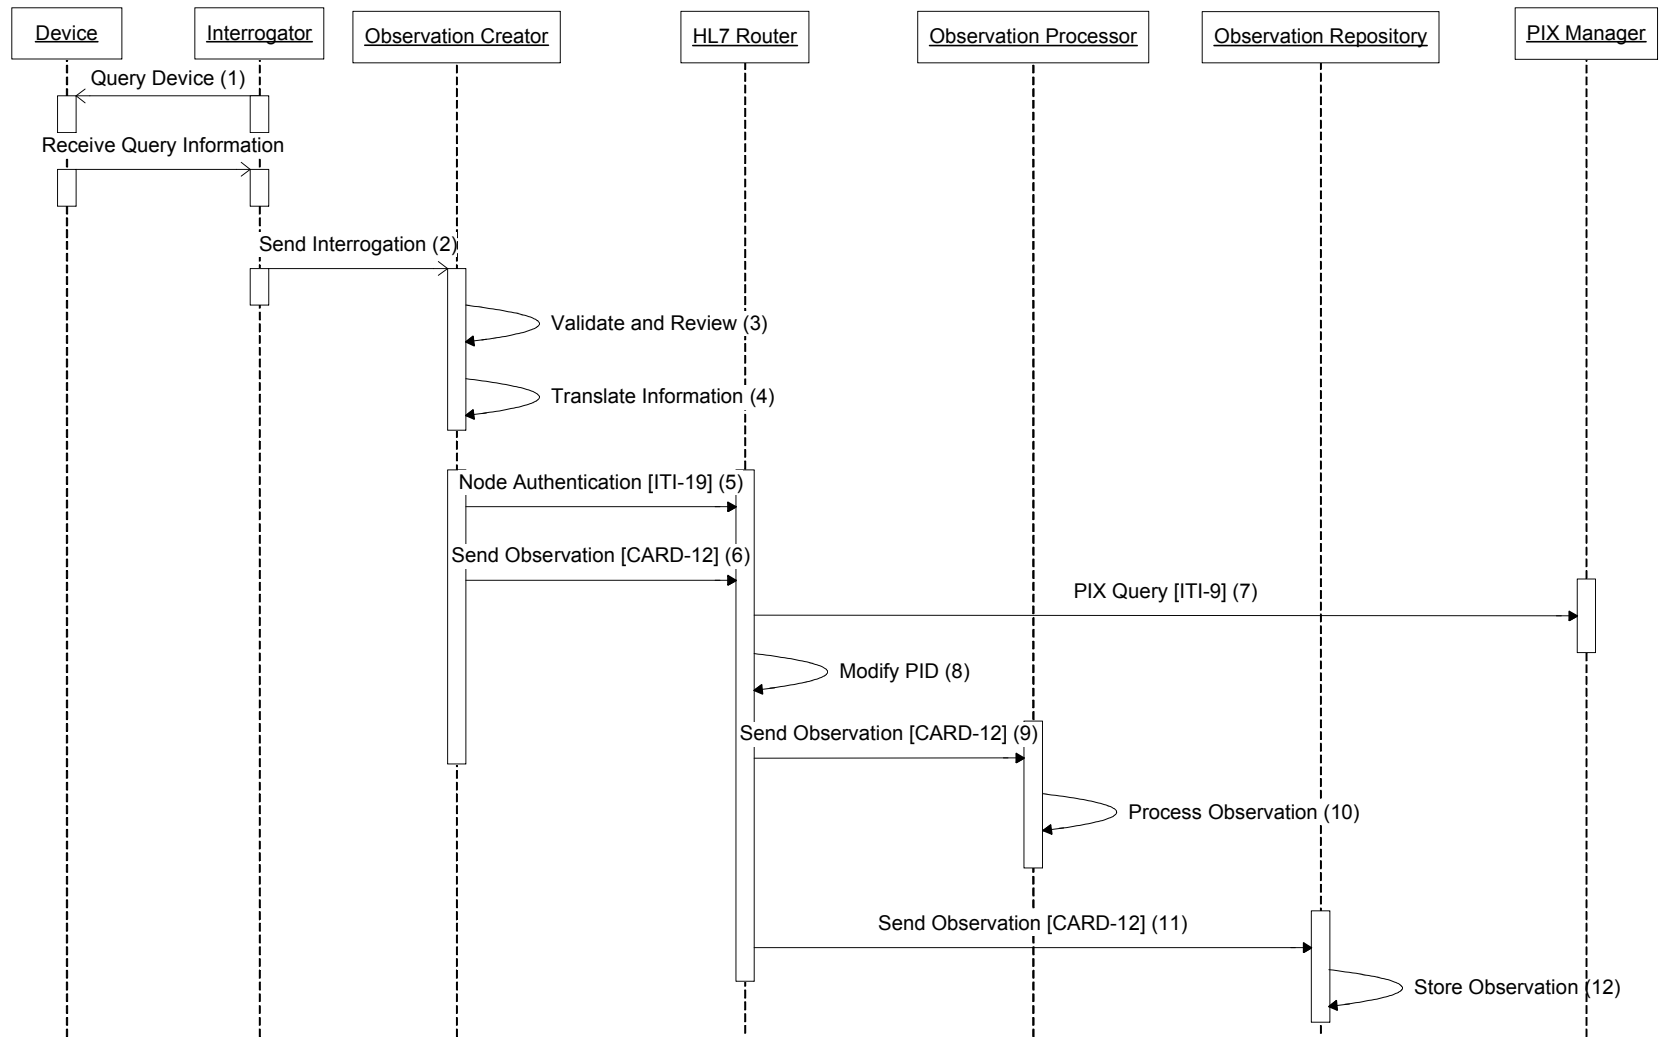 Device
Interrogator
Observation Creator
HL7 Router
Observation Processor
Observation Repository
PIX Manager
Query Device (1)
Receive Query Information
Send Interrogation (2)
Validate and Review (3)
Translate Information (4)
Node Authentication [ITI-19] (5)
Send Observation [CARD-12] (6)
PIX Query [ITI-9] (7)
Modify PID (8)
Send Observation [CARD-12] (9)
Process Observation (10)
Send Observation [CARD-12] (11)
Store Observation (12)